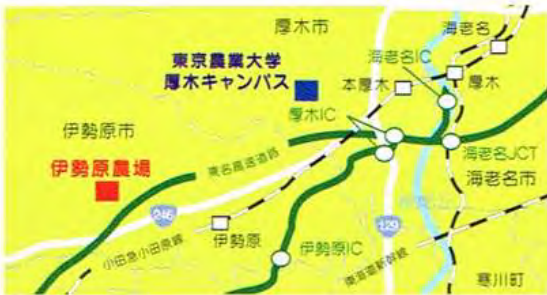 厚木市
海老名
東京農業大学
厚木キャンパス
海老名IC
本厚木
厚木
厚木IC
伊勢原市
東名高速道路
海老名JCT
伊勢原農場
海老名市
246
伊勢原
129
小田急小田原線
伊勢原IC
東海道新幹線
寒川町